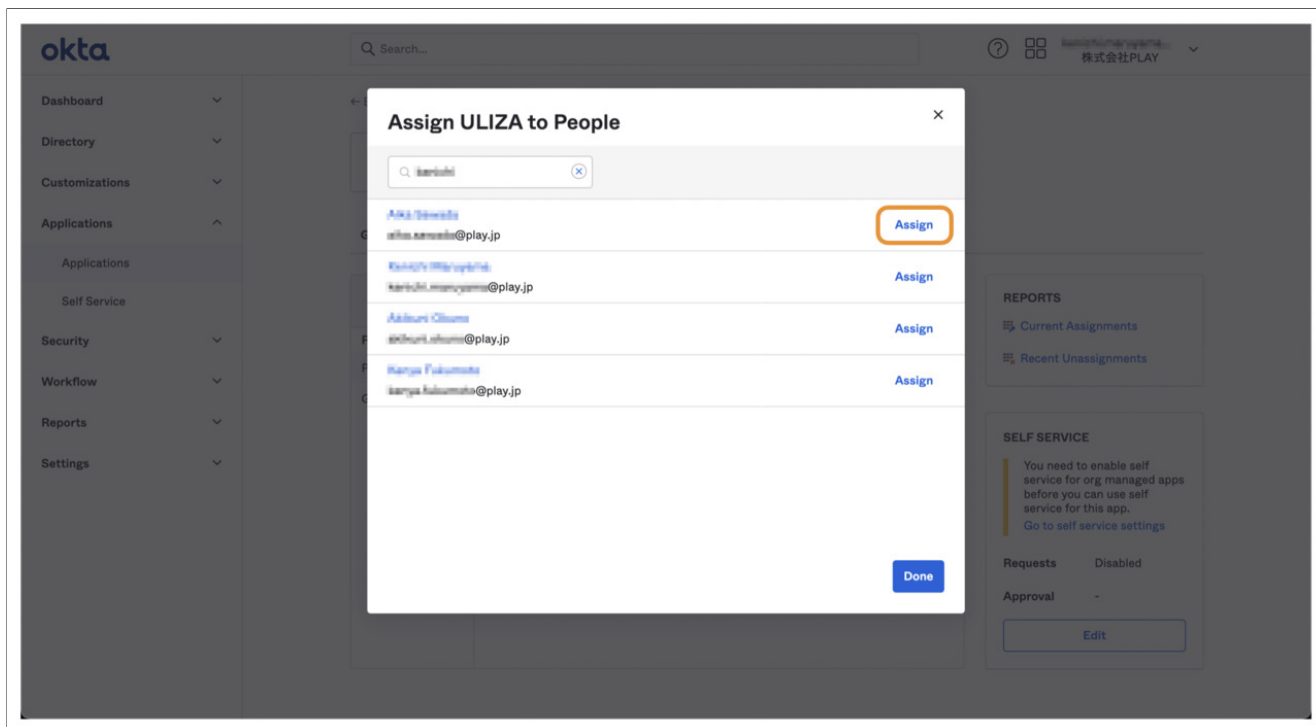 okta
Search...
株式会社PLAY
Dashboard
Directory
Customizations
Applications
Applications
Self Service
Security
Workflow
Reports
Settings
Assign ULIZA to People
@play.jp
Assign
@play.jp
Assign
@play.jp
Assign
@play.jp
Assign
Done
REPORTS
Current Assignments
Recent Unassignments
SELF SERVICE
You need to enable self
service for org managed apps
before you can use self
service for this app.
Go to self service settings
Requests Disabled
Approval -
Edit